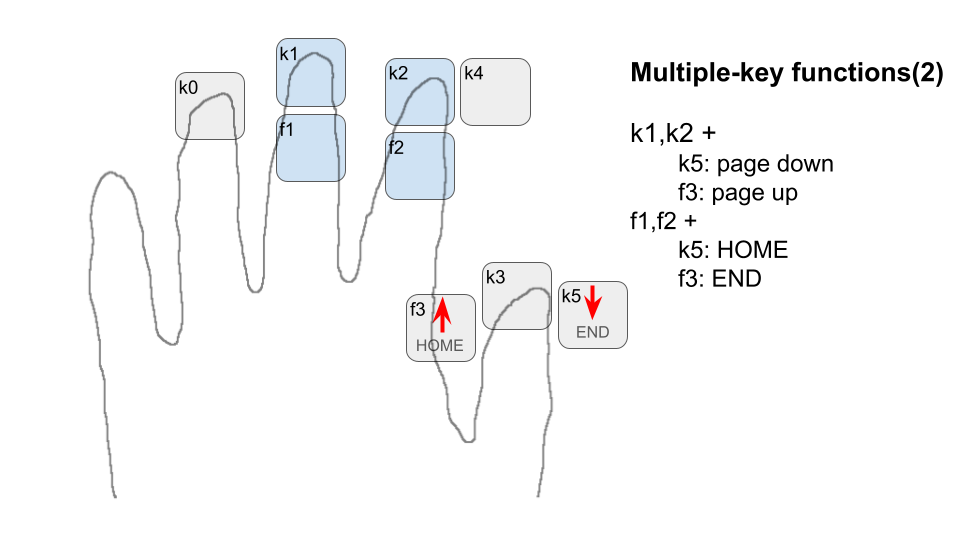 k1
k2
k4
k0
f1
f2
k3
k5
f3
END
HOME
Multiple-key functions(2)
k1,k2 +
k5: page down
f3: page up
f1,f2 +
k5: HOME
f3: END